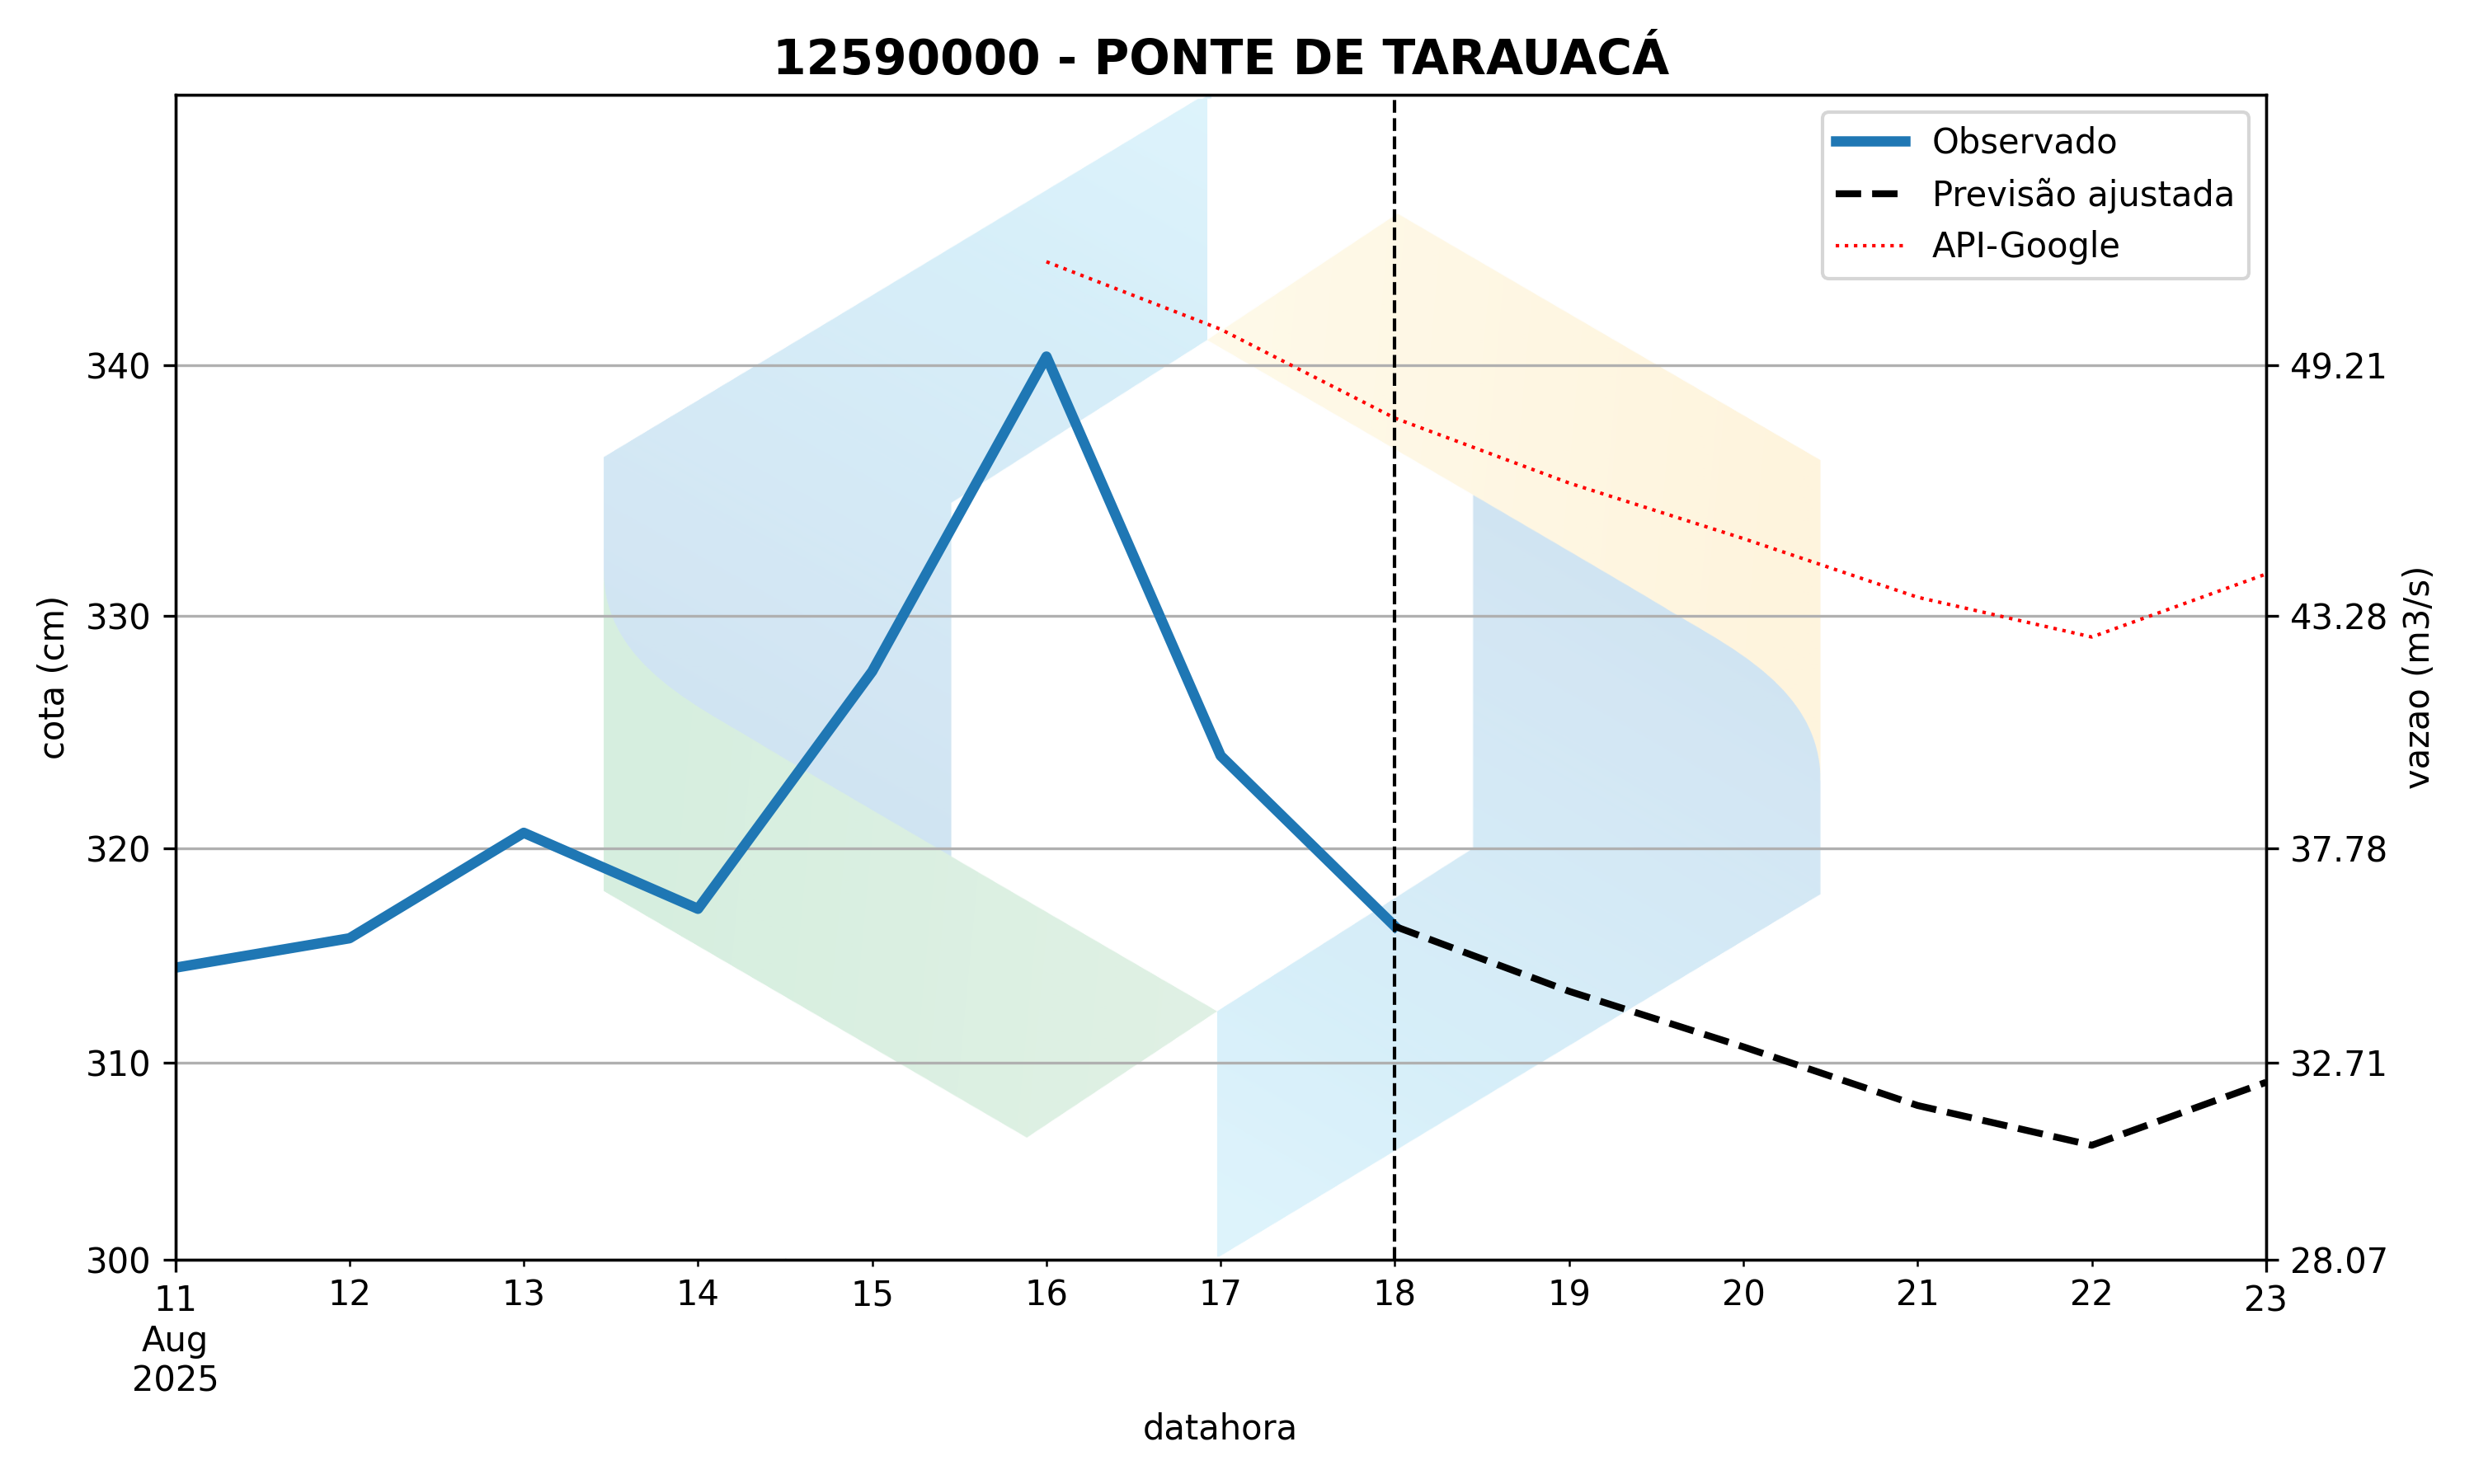 12590000 - PONTE DE TARAUACÁ
Observado
Previsão ajustada
API-Google
340
330
320
310
300
cota (cm)
49.21
43.28
37.78
32.71
28.07
vazao (m3/s)
11 12 13 14 15 16 17 18 19 20 21 22 23
Aug
2025
datahora